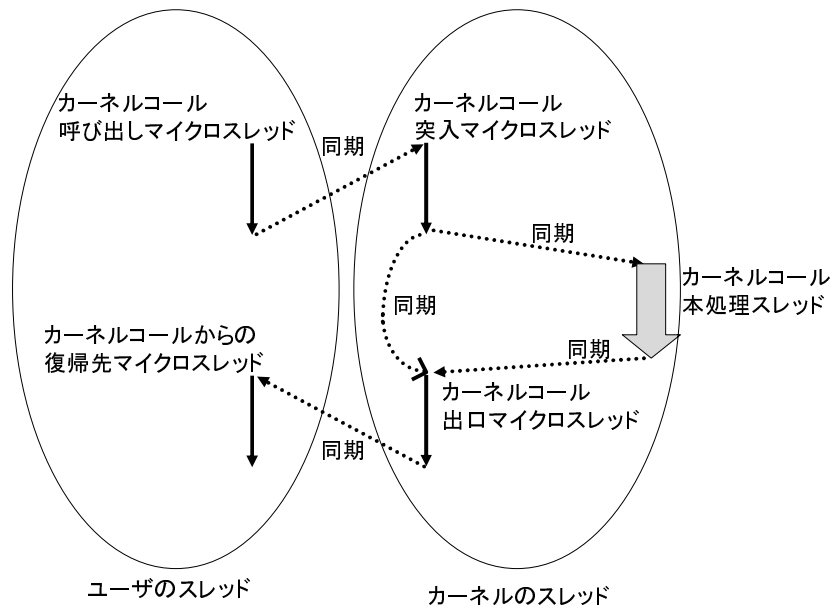 カーネルコール
呼び出しマイクロスレッド
カーネルコール
突入マイクロスレッド
同期
同期
カーネルコール
本処理スレッド
同期
同期
カーネルコールからの
復帰先マイクロスレッド
カーネルコール
出口マイクロスレッド
同期
ユーザのスレッド
カーネルのスレッド